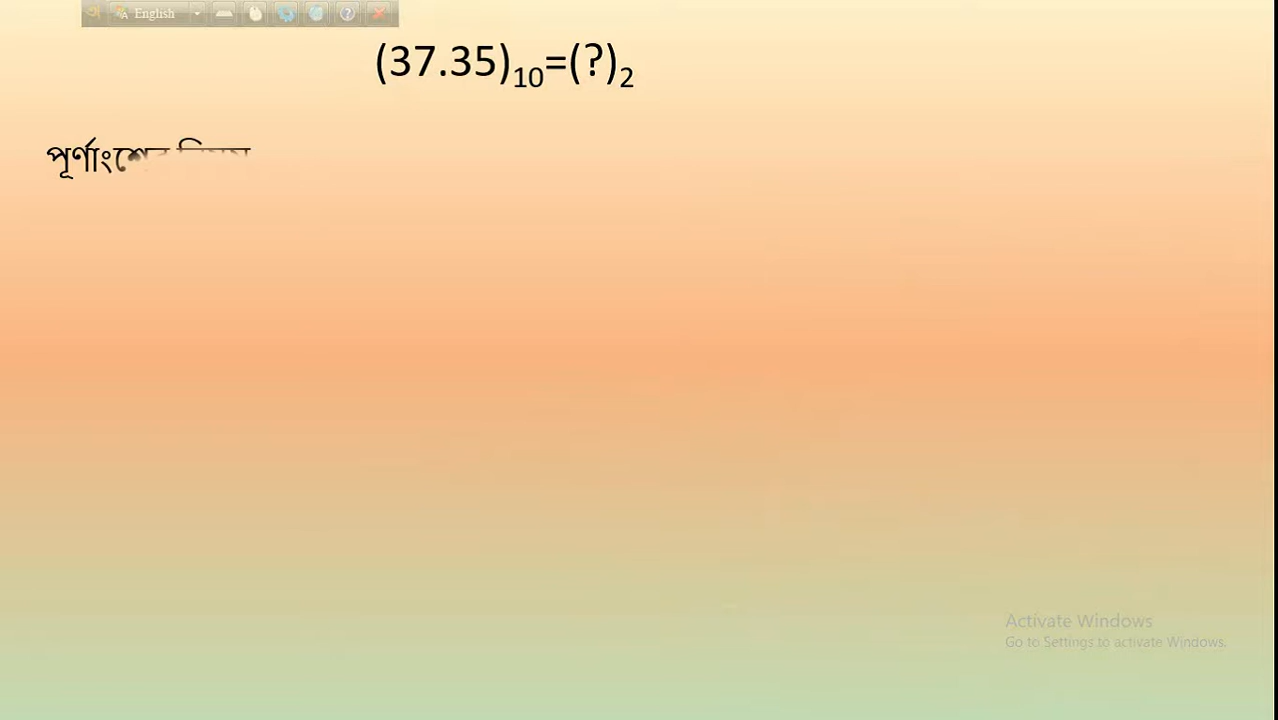 English
(37.35)₁₀=(?)₂
পূর্ণাংশের
Activate Windows
Go to Settings to activate Windows.